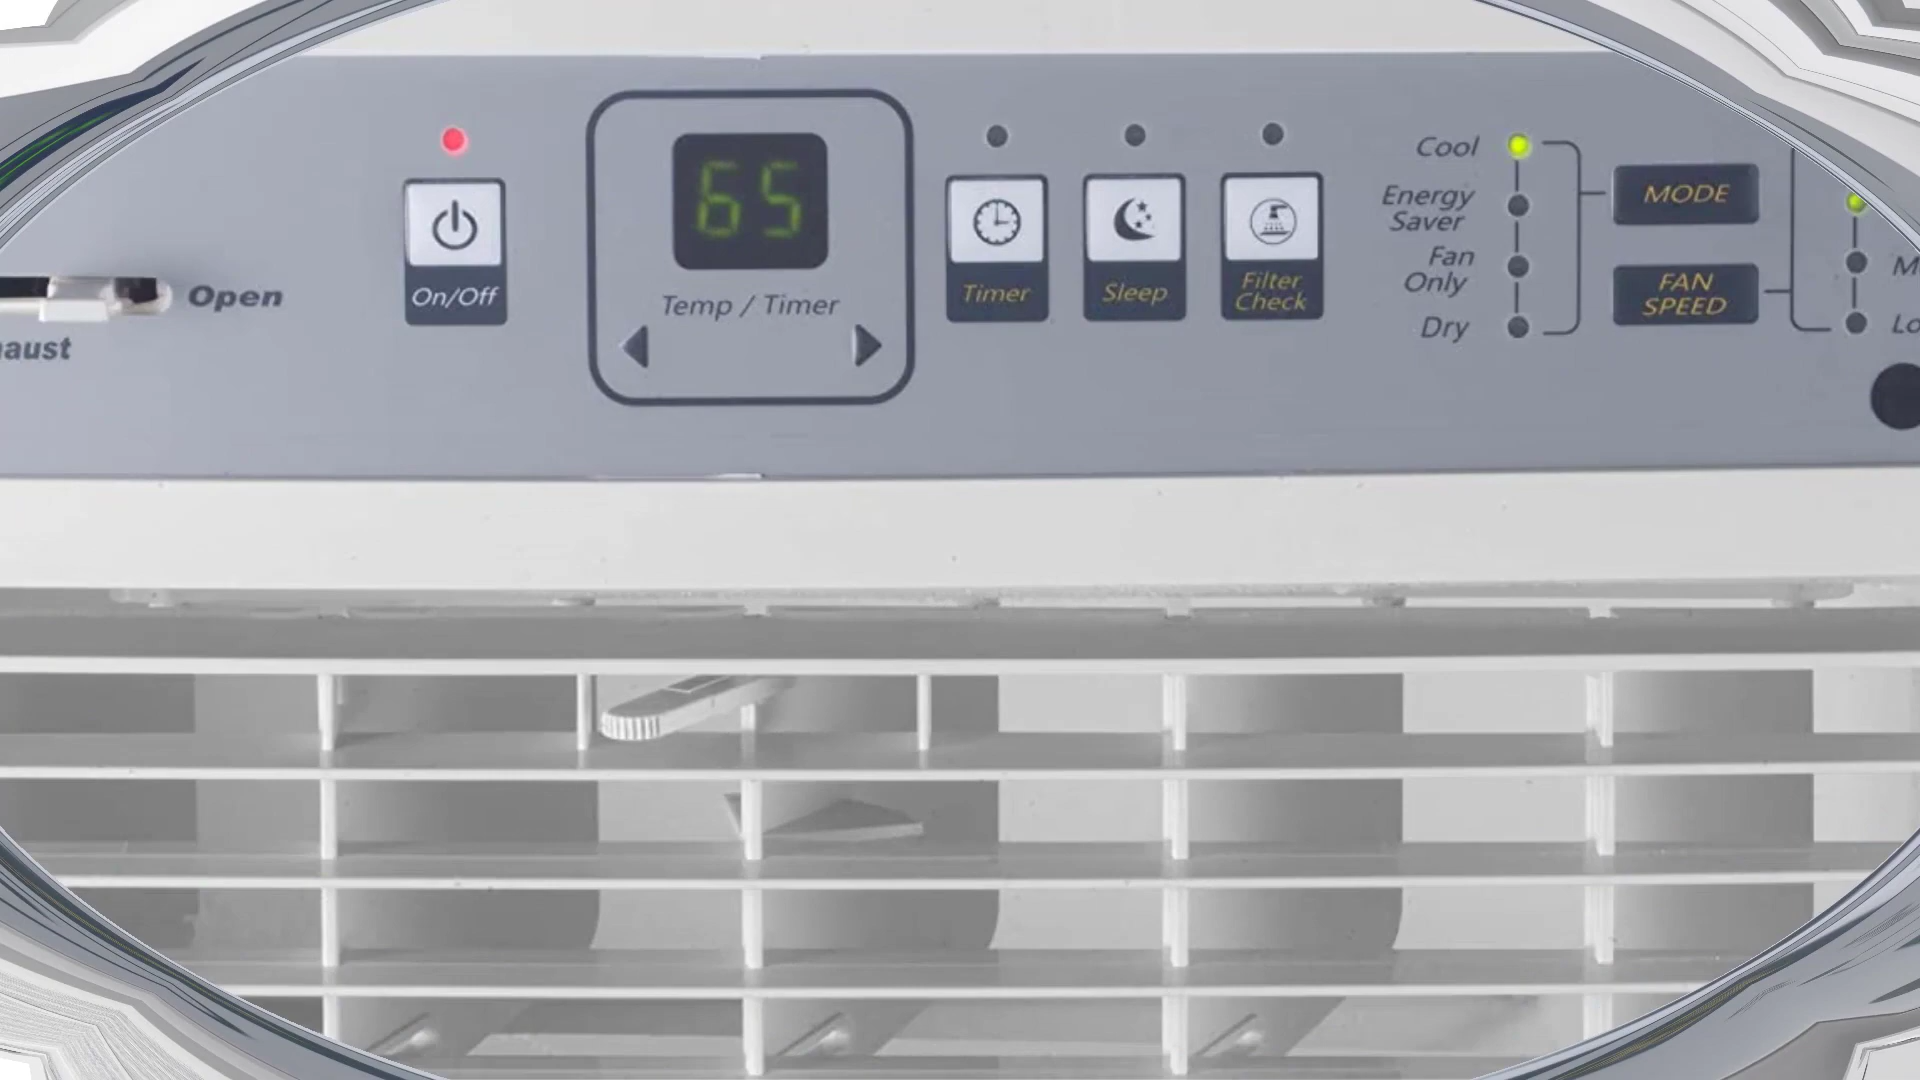 Open
On/Off
65
Temp / Timer
Timer
Sleep
Filter
Check
Cool
Energy
Saver
Fan
Only
Dry
MODE
FAN
SPEED